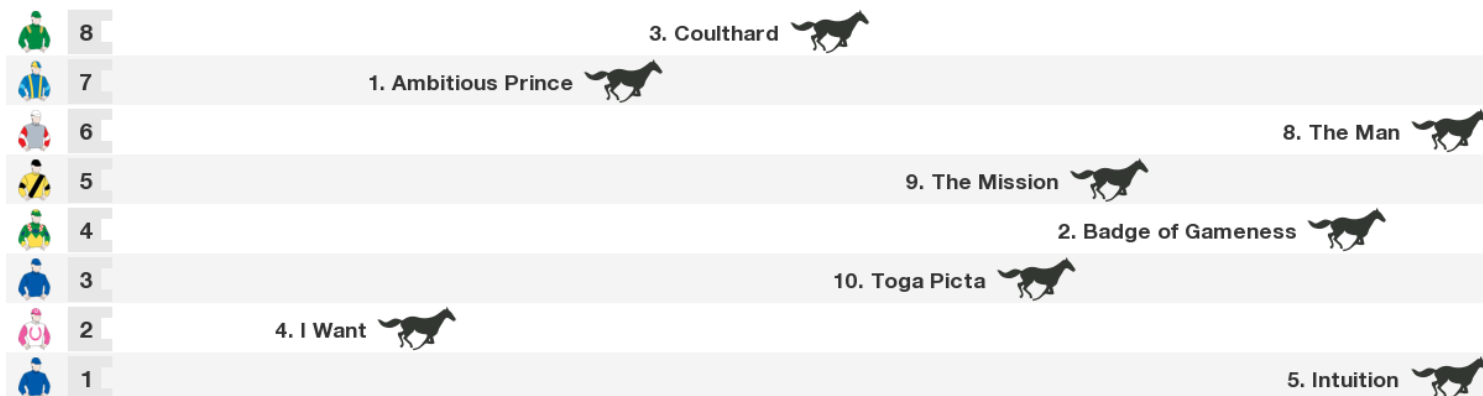 8 3. Coulthard
7 1. Ambitious Prince
6 8. The Man
5 9. The Mission
4 2. Badge of Gameness
3 10. Toga Picta
2 4. I Want
1 5. Intuition